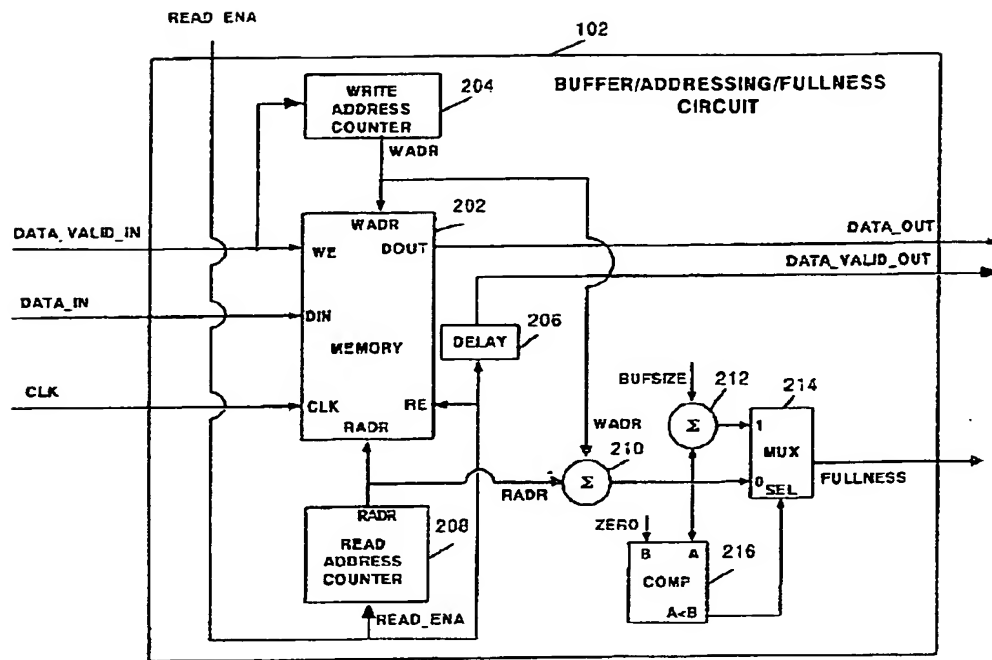 READ_ENA
102
BUFFER/ADDRESSING/FULLNESS
CIRCUIT
WRITE
ADDRESS
COUNTER
204
WADR
WADR
202
DATA_VALID_IN
WE
DOUT
DATA_OUT
DATA_VALID_OUT
DATA_IN
DIN
MEMORY
DELAY
206
BUFSIZE
212
214
CLK
CLK
RE
RADR
WADR
Σ
1
MUX
210
Σ
RADR
0
SEL
FULLNESS
RADR
208
READ
ADDRESS
COUNTER
ZERO
B
A
216
COMP
A<B
READ_ENA